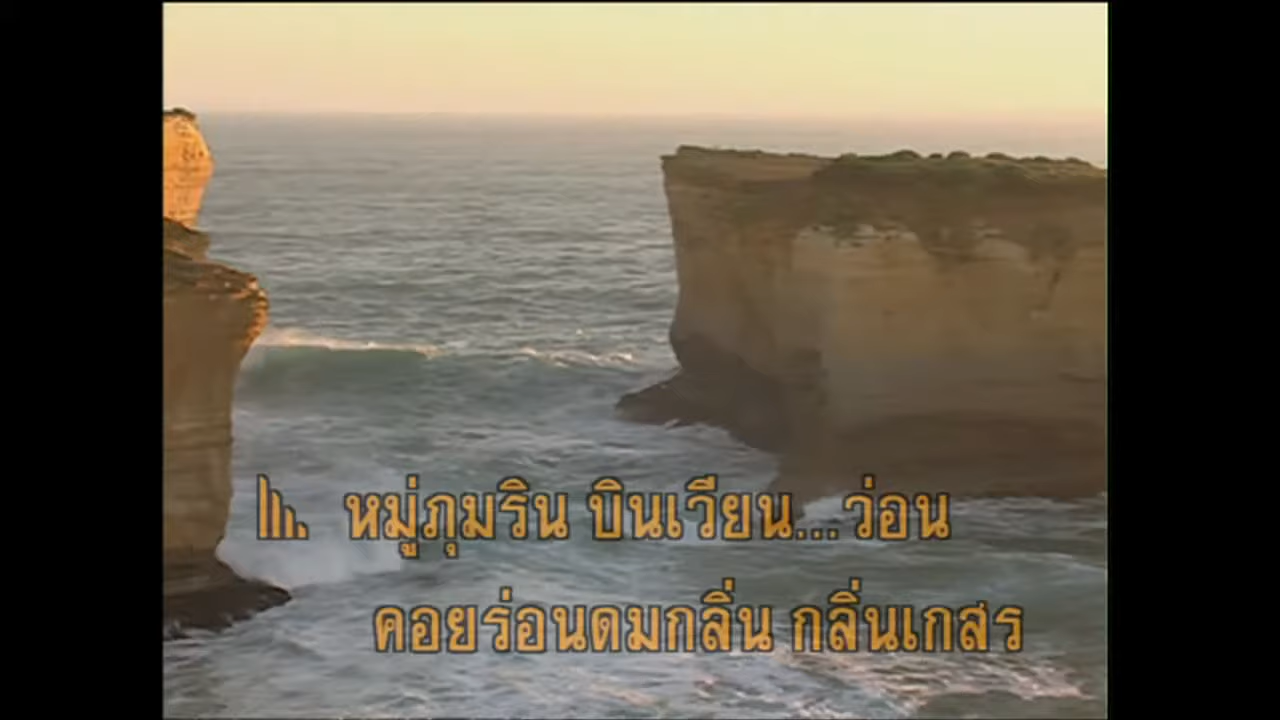 หมู่ภุมริน บินเวียน...ว่อน
คอยร่อนดมกลิ่น กลิ่นเกสร